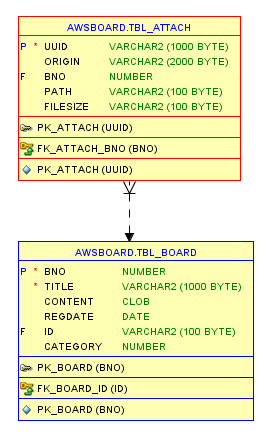 AWSBOARD.TBL_ATTACH
P * UUID VARCHAR2 (1000 BYTE)
ORIGIN VARCHAR2 (2000 BYTE)
F BNO NUMBER
PATH VARCHAR2 (100 BYTE)
FILESIZE VARCHAR2 (100 BYTE)
PK_ATTACH (UUID)
FK_ATTACH_BNO (BNO)
PK_ATTACH (UUID)
AWSBOARD.TBL_BOARD
P * BNO NUMBER
* TITLE VARCHAR2 (1000 BYTE)
CONTENT CLOB
REGDATE DATE
F ID VARCHAR2 (100 BYTE)
CATEGORY NUMBER
PK_BOARD (BNO)
FK_BOARD_ID (ID)
PK_BOARD (BNO)